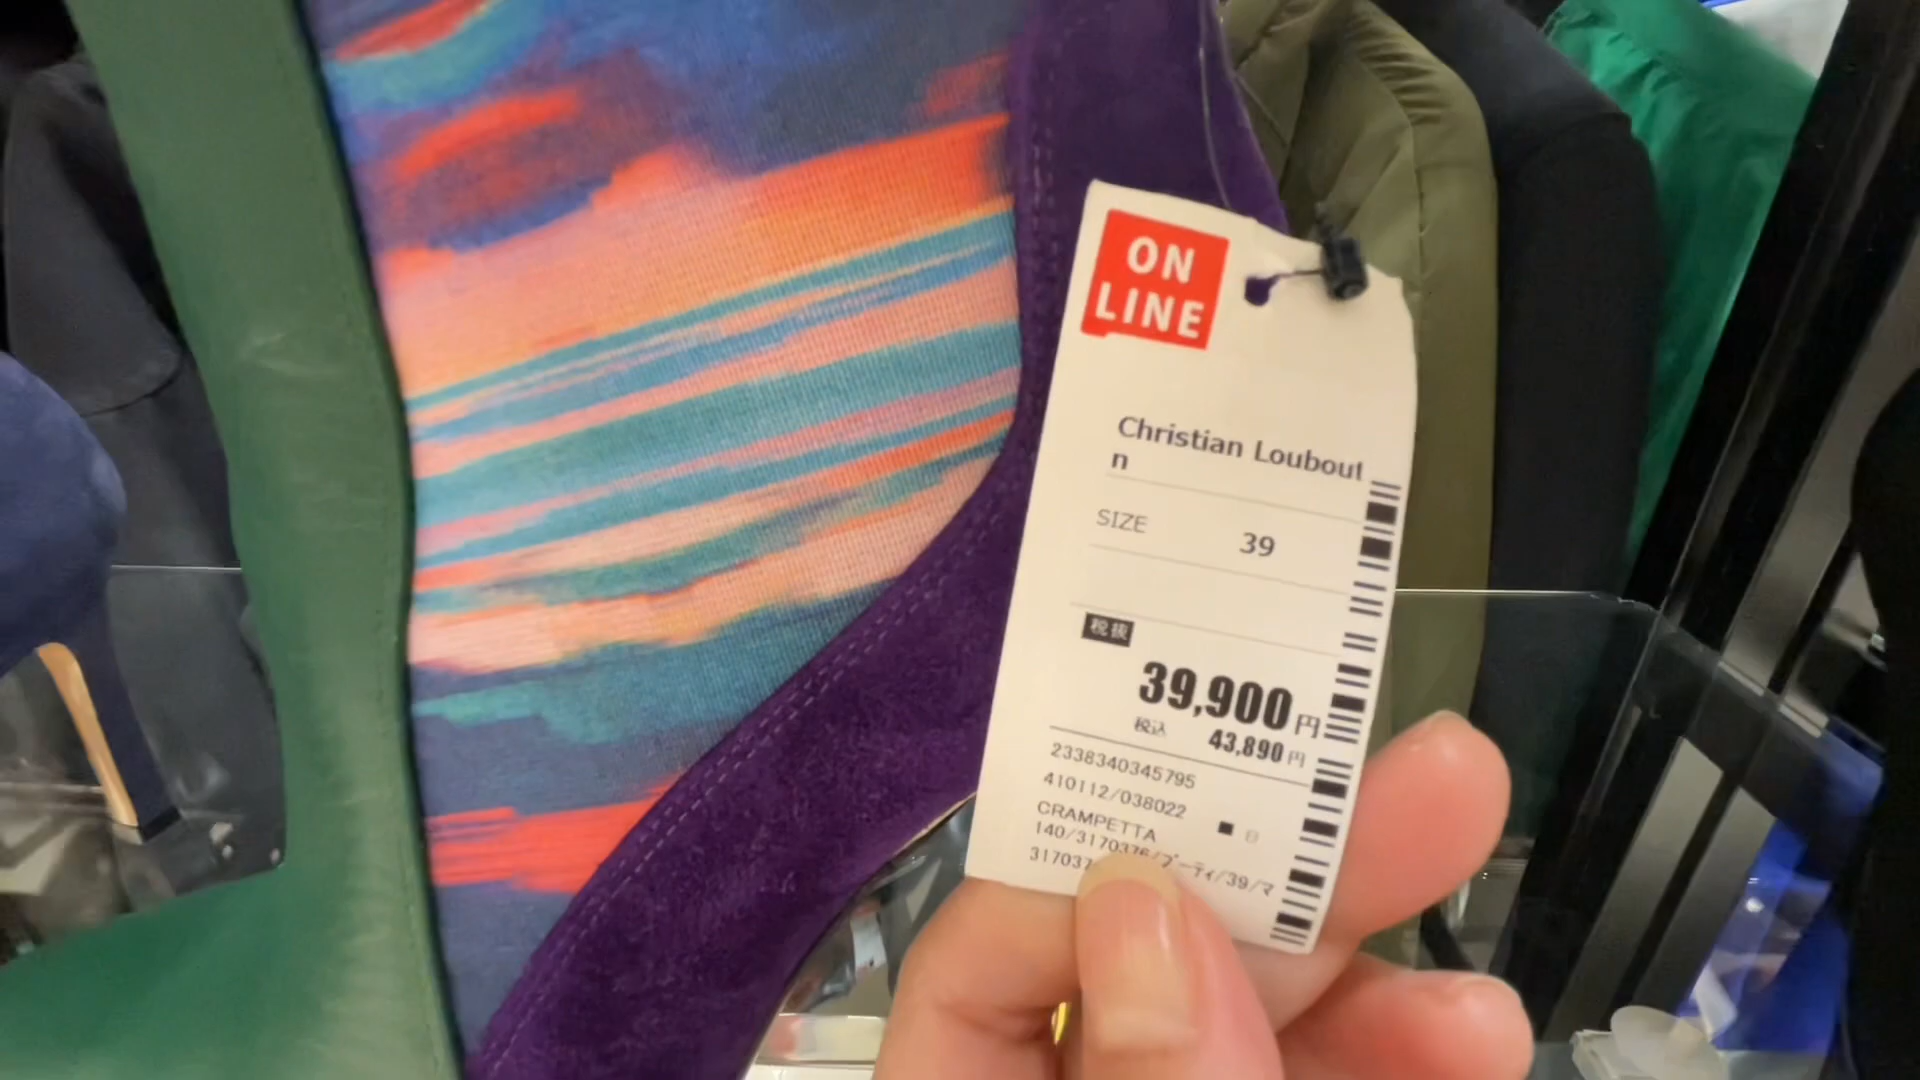 ON
LINE
Christian Loubout
n
SIZE 39
税抜
39,900円
税込 43,890円
2338340345795
410112/038022
CRAMPETTA
140/3170376/ブーティ/39/マ
317037